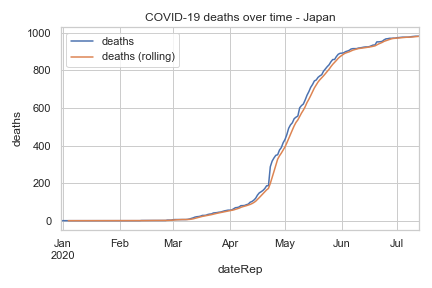 COVID-19 deaths over time - Japan
deaths
deaths (rolling)
1000
800
600
400
200
0
deaths
Jan Feb Mar Apr May Jun Jul
2020
dateRep